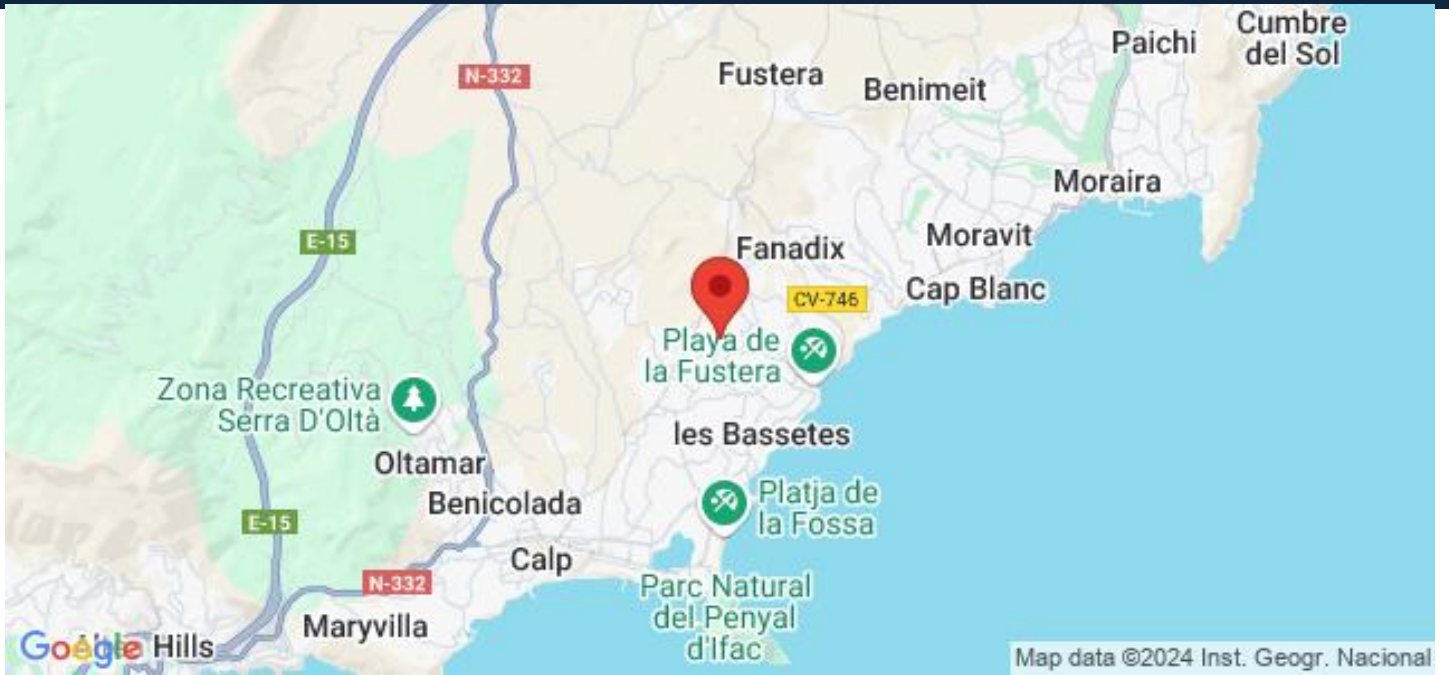 Cumbre
del Sol
Paichi
N-332
Fustera
Benimeit
Moraira
E-15
Fanadix
Moravit
Cap Blanc
CV-746
Playa de
la Fustera
Zona Recreativa
Serra D'Oltà
les Bassetes
Oltamar
Benicolada
Platja de
la Fossa
E-15
Calp
N-332
Parc Natural
del Penyal
d'Ifac
Maryvilla
Google
Hills
Map data ©2024 Inst. Geogr. Nacional